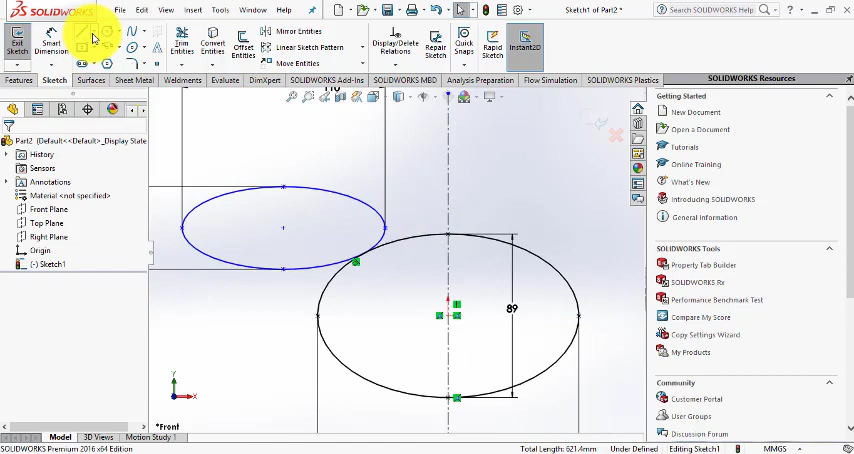 SOLIDWORKS
File Edit View Insert Tools Window Help
Sketch1 of Part2 *
Search SOLIDWORKS Help
Exit Sketch
Smart Dimension
Trim Entities
Convert Entities
Offset Entities
Mirror Entities
Linear Sketch Pattern
Move Entities
Display/Delete Relations
Repair Sketch
Quick Snaps
Rapid Sketch
Instant2D
Features Sketch Surfaces Sheet Metal Weldments Evaluate DimXpert SOLIDWORKS Add-Ins SOLIDWORKS MBD Analysis Preparation Flow Simulation SOLIDWORKS Plastics
SOLIDWORKS Resources
Part2 (Default<<Default>_Display State
History
Sensors
Annotations
Material <not specified>
Front Plane
Top Plane
Right Plane
Origin
(-) Sketch1
110
89
Y
X
*Front
Getting Started
New Document
Open a Document
Tutorials
Online Training
What's New
Introducing SOLIDWORKS
General Information
SOLIDWORKS Tools
Property Tab Builder
SOLIDWORKS Rx
Performance Benchmark Test
Compare My Score
Copy Settings Wizard
My Products
Community
Customer Portal
User Groups
Discussion Forum
Model 3D Views Motion Study 1
SOLIDWORKS Premium 2016 x64 Edition
Total Length: 621.4mm Under Defined Editing Sketch1 MMGS